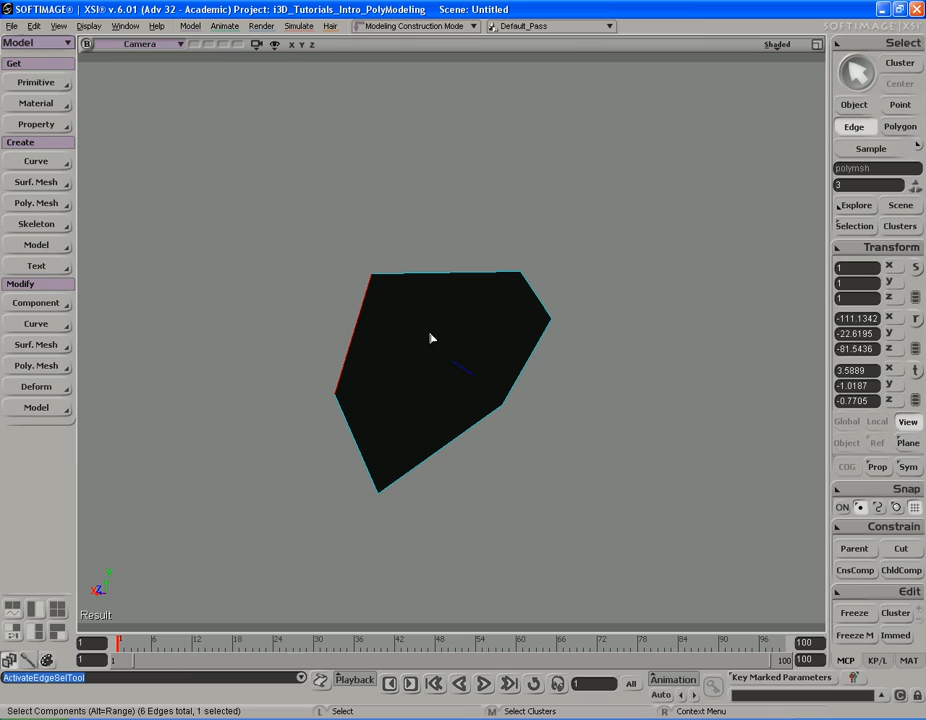 SOFTIMAGE® | XSI® v.6.01 (Adv 32 - Academic) Project: i3D_Tutorials_Intro_PolyModeling    Scene: Untitled
File Edit View Display Window Help Model Animate Render Simulate Hair Modeling Construction Mode Default_Pass SOFTIMAGE|XSI
Model B Camera X Y Z Shaded Select
Get
Primitive
Material
Property
Create
Curve
Surf. Mesh
Poly. Mesh
Skeleton
Model
Text
Modify
Component
Curve
Surf. Mesh
Poly. Mesh
Deform
Model
Cluster
Center
Object Point
Edge Polygon
Sample
polymsh
3
Explore Scene
Selection Clusters
Transform
1 x s
1 y
1 z
-111.1342 x r
-22.6195 y
-81.5436 z
3.5889 x t
-1.0187 y
-0.7705 z
Global Local View
Object Ref Plane
COG Prop Sym
Snap
ON
Constrain
Parent Cut
CnsComp ChldComp
Edit
Freeze Cluster
Freeze M Immed
MCP KP/L MAT
Y
X Z
Result
1 1 6 12 18 24 30 36 42 48 54 60 66 72 78 84 90 96 100
1 1 100 100
ActivateEdgeSelTool Playback 1 All Animation Key Marked Parameters
Auto
Select Components (Alt=Range) (6 Edges total, 1 selected) L Select M Select Clusters R Context Menu